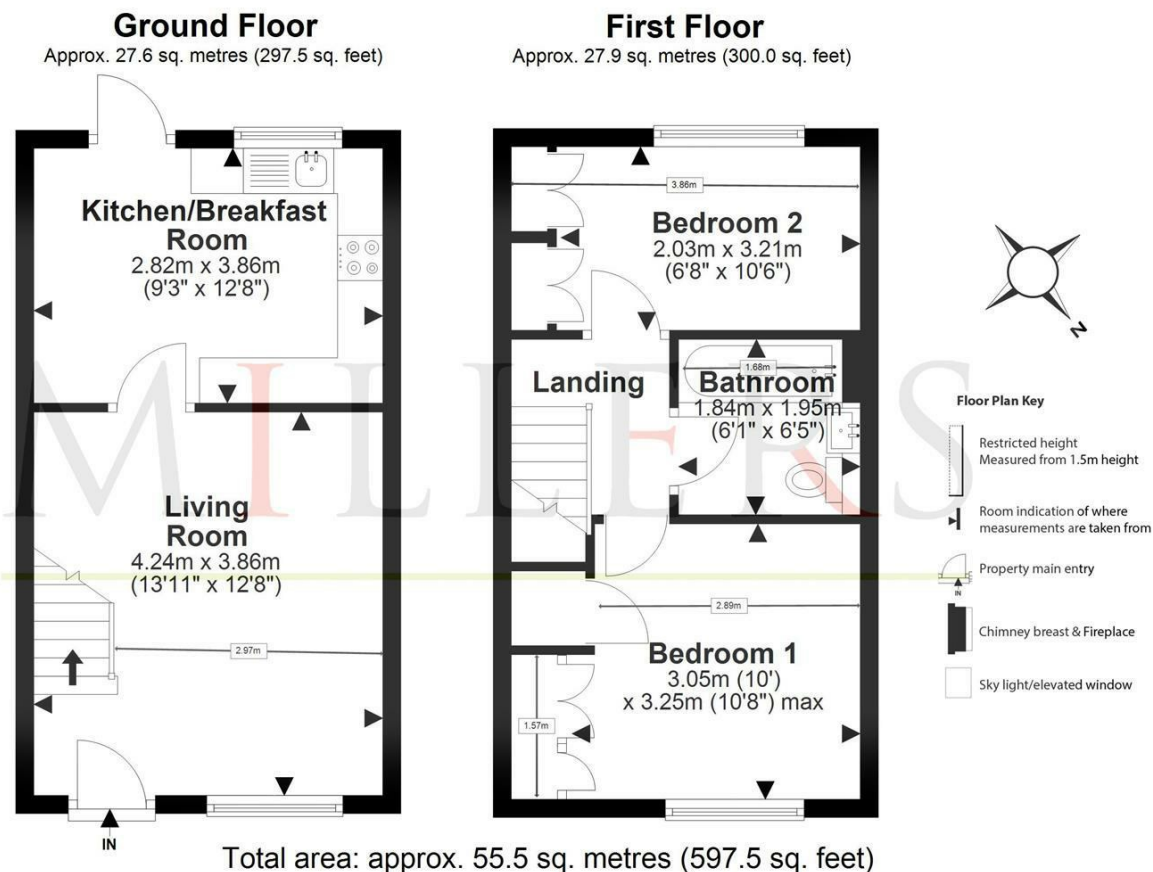 Ground Floor
Approx. 27.6 sq. metres (297.5 sq. feet)
Kitchen/Breakfast
Room
2.82m x 3.86m
(9'3" x 12'8")
Living
Room
4.24m x 3.86m
(13'11" x 12'8")
2.97m
IN
First Floor
Approx. 27.9 sq. metres (300.0 sq. feet)
3.86m
Bedroom 2
2.03m x 3.21m
(6'8" x 10'6")
Landing
1.68m
Bathroom
1.84m x 1.95m
(6'1" x 6'5")
2.89m
Bedroom 1
3.05m (10')
x 3.25m (10'8") max
1.57m
MILLERS
N
Floor Plan Key
Restricted height
Measured from 1.5m height
Room indication of where
measurements are taken from
Property main entry
IN
Chimney breast & Fireplace
Sky light/elevated window
Total area: approx. 55.5 sq. metres (597.5 sq. feet)